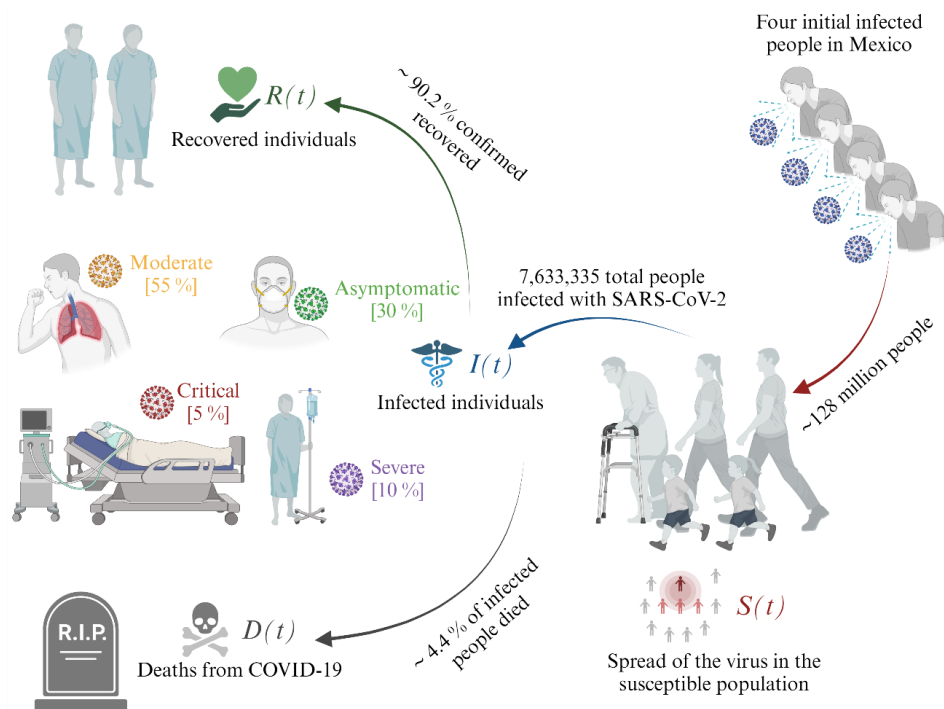 Four initial infected
people in Mexico
R(t)
Recovered individuals
~ 90.2 % confirmed
recovered
Moderate
[55 %]
Asymptomatic
[30 %]
7,633,335 total people
infected with SARS-CoV-2
~128 million people
I(t)
Infected individuals
Critical
[5 %]
Severe
[10 %]
~ 4.4 % of infected
people died
R.I.P.
D(t)
Deaths from COVID-19
S(t)
Spread of the virus in the
susceptible population